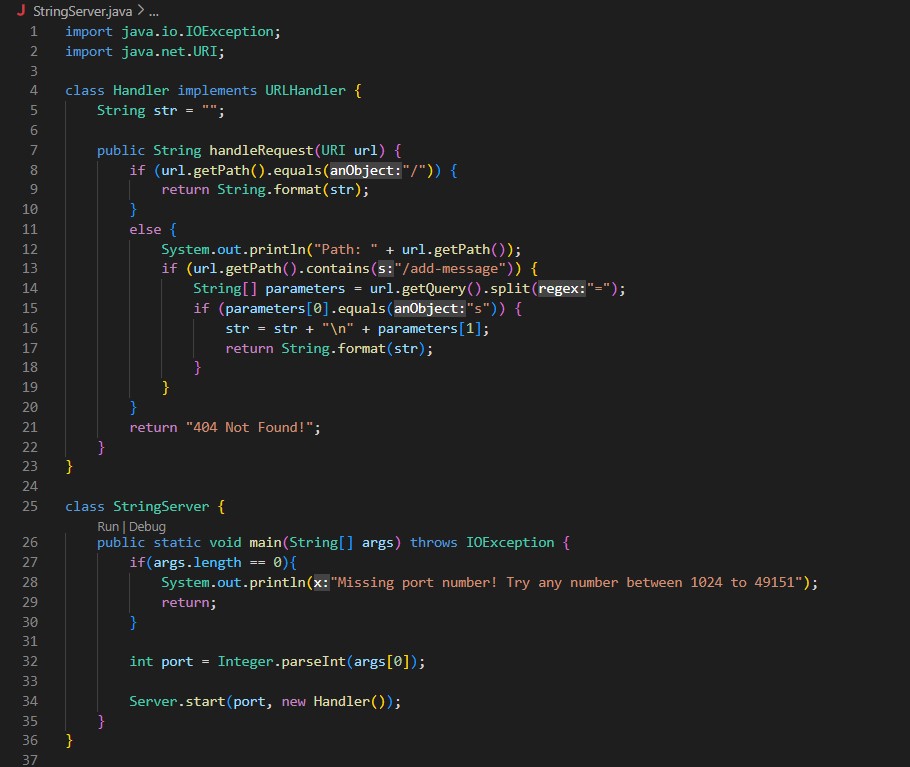 J StringServer.java > ...
1 import java.io.IOException;
2 import java.net.URI;
3
4 class Handler implements URLHandler {
5     String str = "";
6
7     public String handleRequest(URI url) {
8         if (url.getPath().equals(anObject:"/")) {
9             return String.format(str);
10         }
11         else {
12             System.out.println("Path: " + url.getPath());
13             if (url.getPath().contains(s:"/add-message")) {
14                 String[] parameters = url.getQuery().split(regex:"=");
15                 if (parameters[0].equals(anObject:"s")) {
16                     str = str + "\n" + parameters[1];
17                     return String.format(str);
18                 }
19             }
20         }
21         return "404 Not Found!";
22     }
23 }
24
25 class StringServer {
Run | Debug
26     public static void main(String[] args) throws IOException {
27         if(args.length == 0){
28             System.out.println(x:"Missing port number! Try any number between 1024 to 49151");
29             return;
30         }
31
32         int port = Integer.parseInt(args[0]);
33
34         Server.start(port, new Handler());
35     }
36 }
37